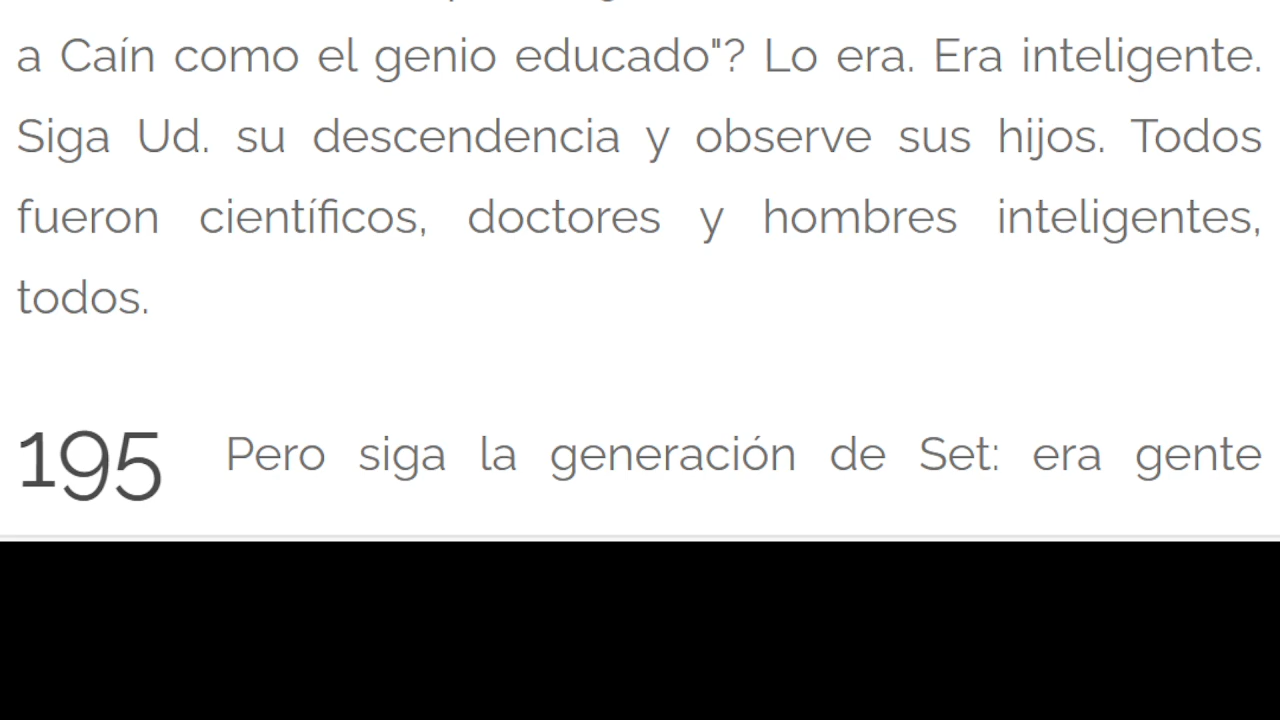 a Caín como el genio educado"? Lo era. Era inteligente.
Siga Ud. su descendencia y observe sus hijos. Todos
fueron científicos, doctores y hombres inteligentes,
todos.
195 Pero siga la generación de Set: era gente